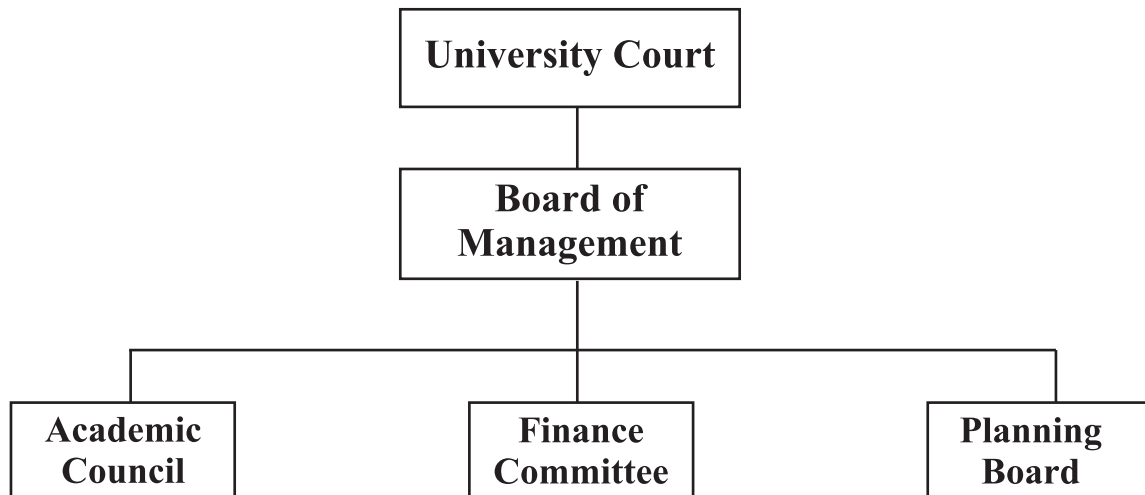 University Court
Board of
Management
Academic
Council
Finance
Committee
Planning
Board